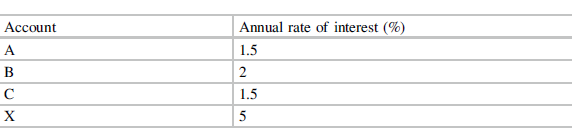 Account Annual rate of interest (%)
A 1.5
B 2
C 1.5
X 5